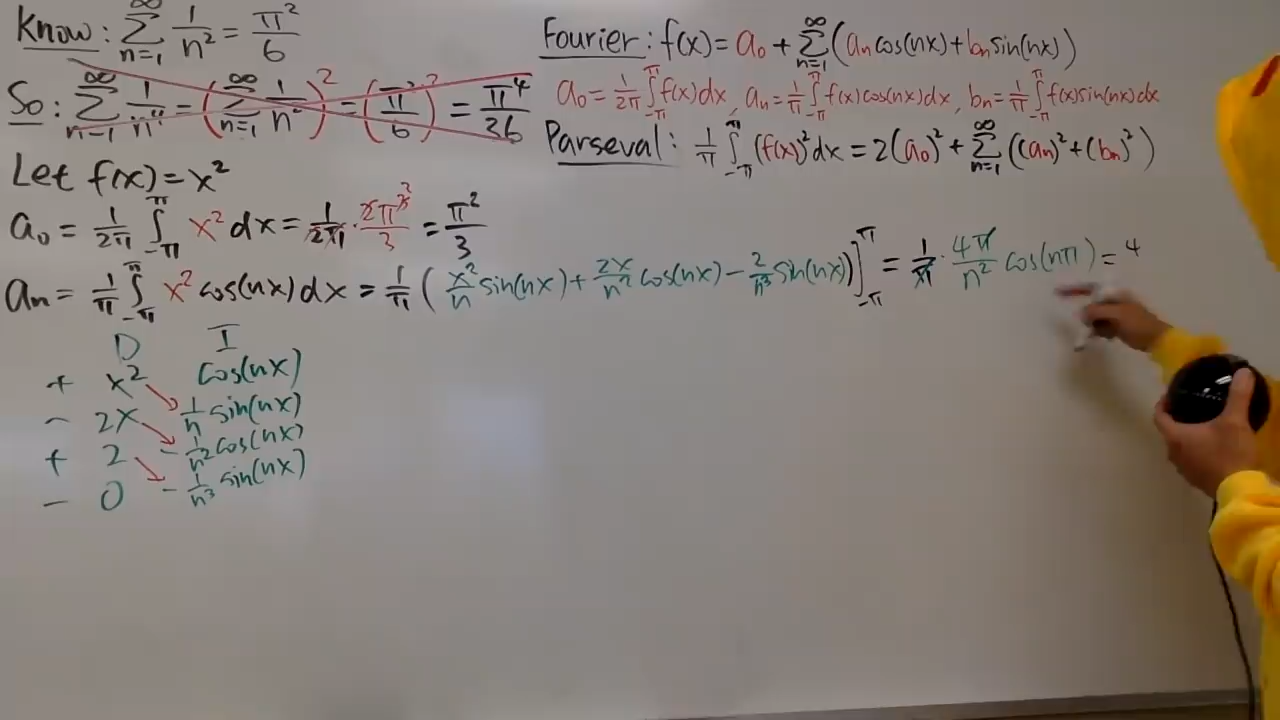 Know: ∞∑n=1 1/n² = π²/6
So: ∞∑n=1 1/n⁴ = (∞∑n=1 1/n²)² = (π²/6)² = π⁴/36
Let f(x) = x²
a₀ = 1/2π ∫-π^π x² dx = 1/2π · 2π³/3 = π²/3
aₙ = 1/π ∫-π^π x² cos(nx) dx = 1/π (x²/n sin(nx) + 2x/n² cos(nx) - 2/n³ sin(nx))]-π^π = 1/π · 4π/n² cos(nπ) = 4
D I
+ x² cos(nx)
- 2x 1/n sin(nx)
+ 2 -1/n² cos(nx)
- 0 -1/n³ sin(nx)
Fourier: f(x) = a₀ + ∞∑n=1 (aₙ cos(nx) + bₙ sin(nx))
a₀ = 1/2π ∫-π^π f(x) dx, aₙ = 1/π ∫-π^π f(x) cos(nx) dx, bₙ = 1/π ∫-π^π f(x) sin(nx) dx
Parseval: 1/π ∫-π^π (f(x))² dx = 2(a₀)² + ∞∑n=1 ((aₙ)² + (bₙ)²)